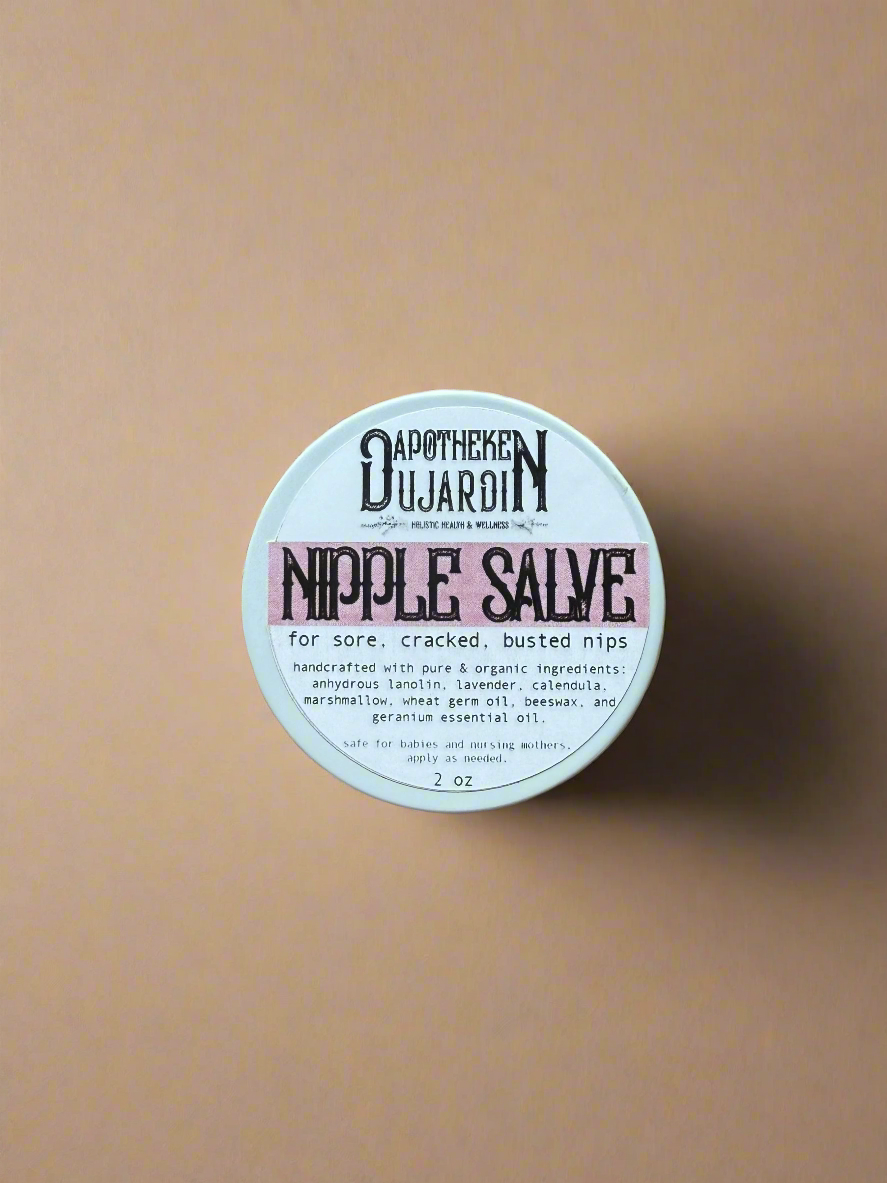 APOTHEKE
DUJARDIN
HOLISTIC HEALTH & WELLNESS
NIPPLE SALVE
for sore, cracked, busted nips
handcrafted with pure & organic ingredients:
anhydrous lanolin, lavender, calendula,
marshmallow, wheat germ oil, beeswax, and
geranium essential oil.
safe for babies and nursing mothers.
apply as needed.
2 oz